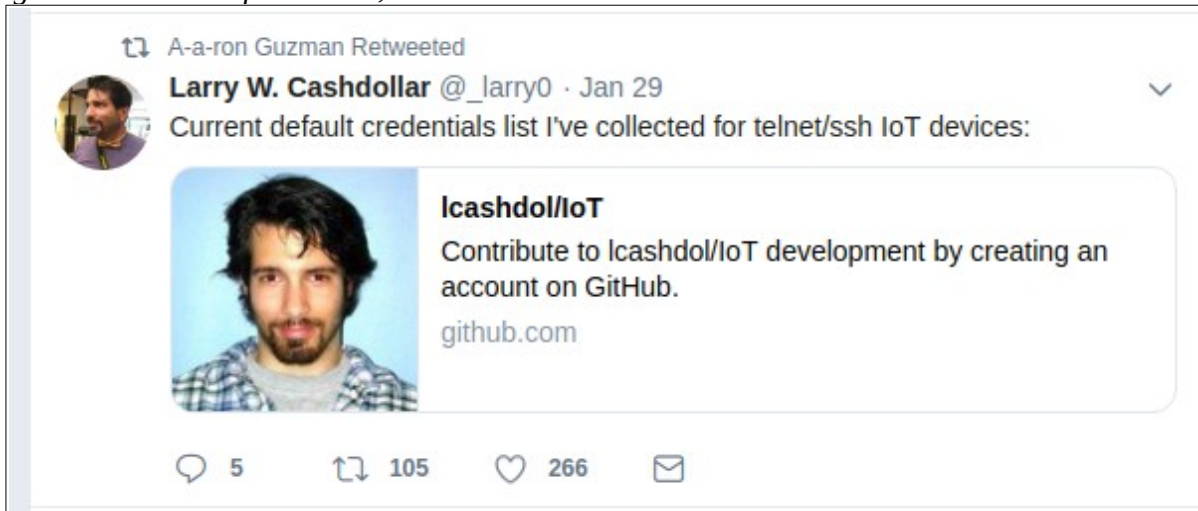 A-a-ron Guzman Retweeted
Larry W. Cashdollar @_larry0 · Jan 29
Current default credentials list I've collected for telnet/ssh IoT devices:
lcashdol/IoT
Contribute to lcashdol/IoT development by creating an
account on GitHub.
github.com
5 105 266